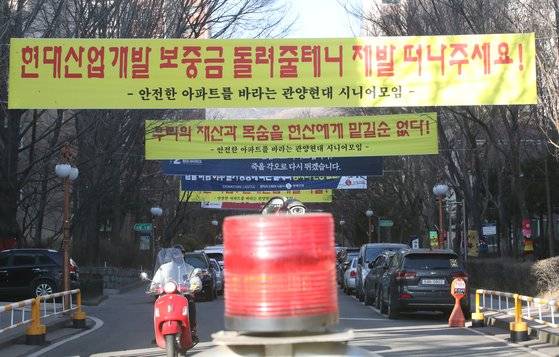 현대산업개발 보증금 돌려줄테니 제발 떠나주세요!
- 안전한 아파트를 바라는 관양현대 시니어모임 -
우리의 재산과 목숨을 현산에게 맡길순 없다!
- 안전한 아파트를 바라는 관양현대 시니어모임 -
죽을 각오로 다시 뛰겠습니다.